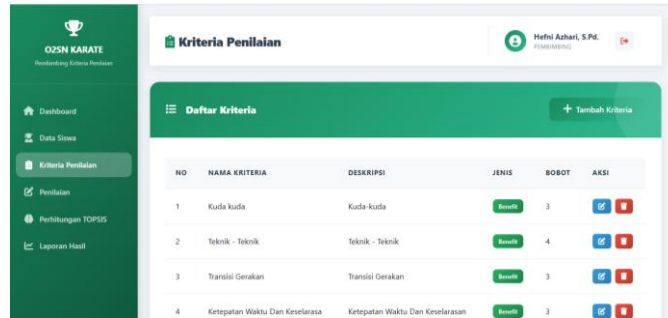 O2SN KARATE
Pembimbing Kriteria Penilaian
Dashboard
Data Siswa
Kriteria Penilaian
Penilaian
Perhitungan TOPSIS
Laporan Hasil
Kriteria Penilaian
Hefni Azhari, S.Pd.
PEMBIMBING
Daftar Kriteria
+ Tambah Kriteria
NO NAMA KRITERIA DESKRIPSI JENIS BOBOT AKSI
1 Kuda kuda Kuda-kuda Benefit 3
2 Teknik - Teknik Teknik - Teknik Benefit 4
3 Transisi Gerakan Transisi Gerakan Benefit 3
4 Ketepatan Waktu Dan Keselarasa Ketepatan Waktu Dan Keselarasan Benefit 3